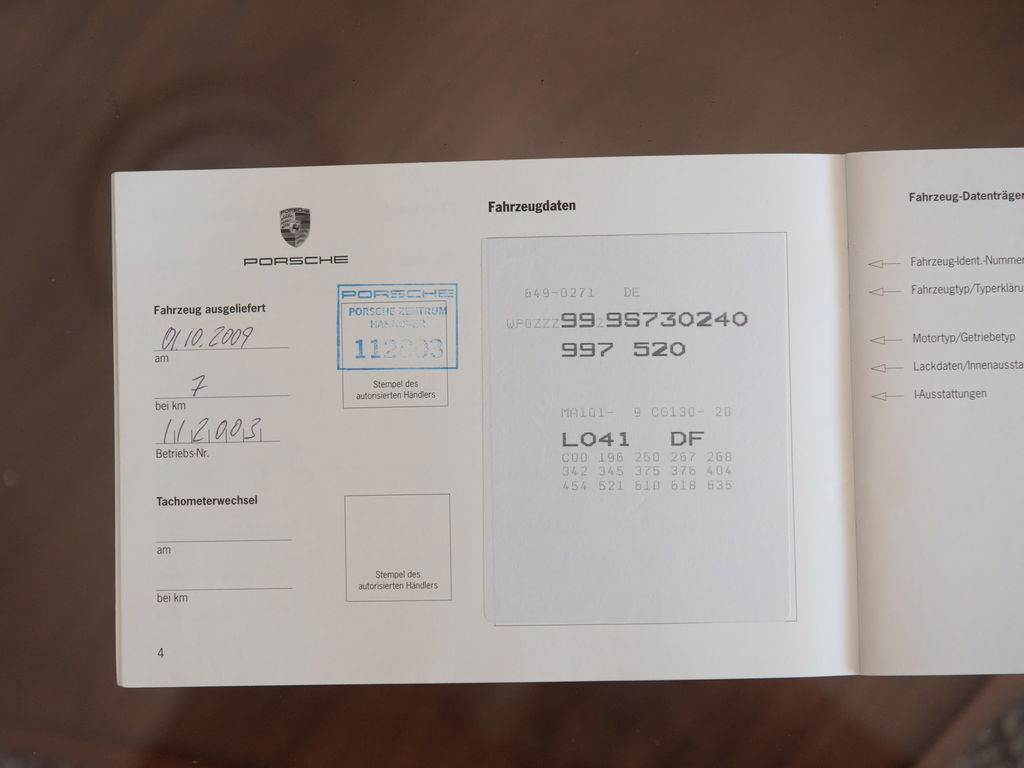 PORSCHE
Fahrzeug ausgeliefert
01.10.2009
am
7
bei km
112003
Betriebs-Nr.
PORSCHE
PORSCHE ZENTRUM
HANNOVER
112003
Stempel des
autorisierten Händlers
Tachometerwechsel
am
bei km
Stempel des
autorisierten Händlers
4
Fahrzeugdaten
649-0271 DE
WP0ZZZ99Z9S730240
997 520
MA101- 9 CG130- 20
L041 DF
C00 196 250 267 268
342 345 375 376 404
454 521 610 618 635
Fahrzeug-Datenträger
Fahrzeug-Ident.-Nummer
Fahrzeugtyp/Typerkläru
Motortyp/Getriebetyp
Lackdaten/Innenaussta
I-Ausstattungen